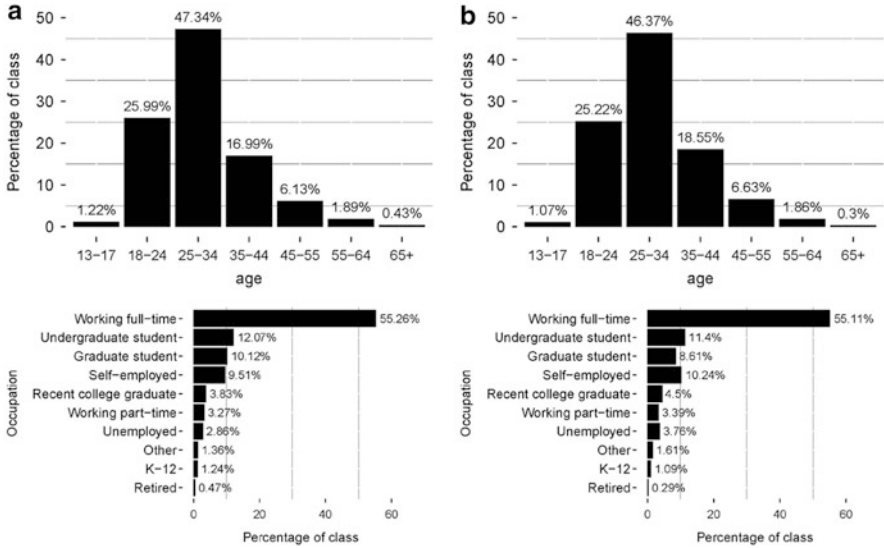 a
Percentage of class
50
40
30
20
10
0
1.22%
25.99%
47.34%
16.99%
6.13%
1.89%
0.43%
13-17
18-24
25-34
35-44
45-55
55-64
65+
age
Occupation
Working full-time 55.26%
Undergraduate student 12.07%
Graduate student 10.12%
Self-employed 9.51%
Recent college graduate 3.83%
Working part-time 3.27%
Unemployed 2.86%
Other 1.36%
K-12 1.24%
Retired 0.47%
0 20 40 60
Percentage of class
b
Percentage of class
50
40
30
20
10
0
1.07%
25.22%
46.37%
18.55%
6.63%
1.86%
0.3%
13-17
18-24
25-34
35-44
45-55
55-64
65+
age
Occupation
Working full-time 55.11%
Undergraduate student 11.4%
Graduate student 8.61%
Self-employed 10.24%
Recent college graduate 4.5%
Working part-time 3.39%
Unemployed 3.76%
Other 1.61%
K-12 1.09%
Retired 0.29%
0 20 40 60
Percentage of class